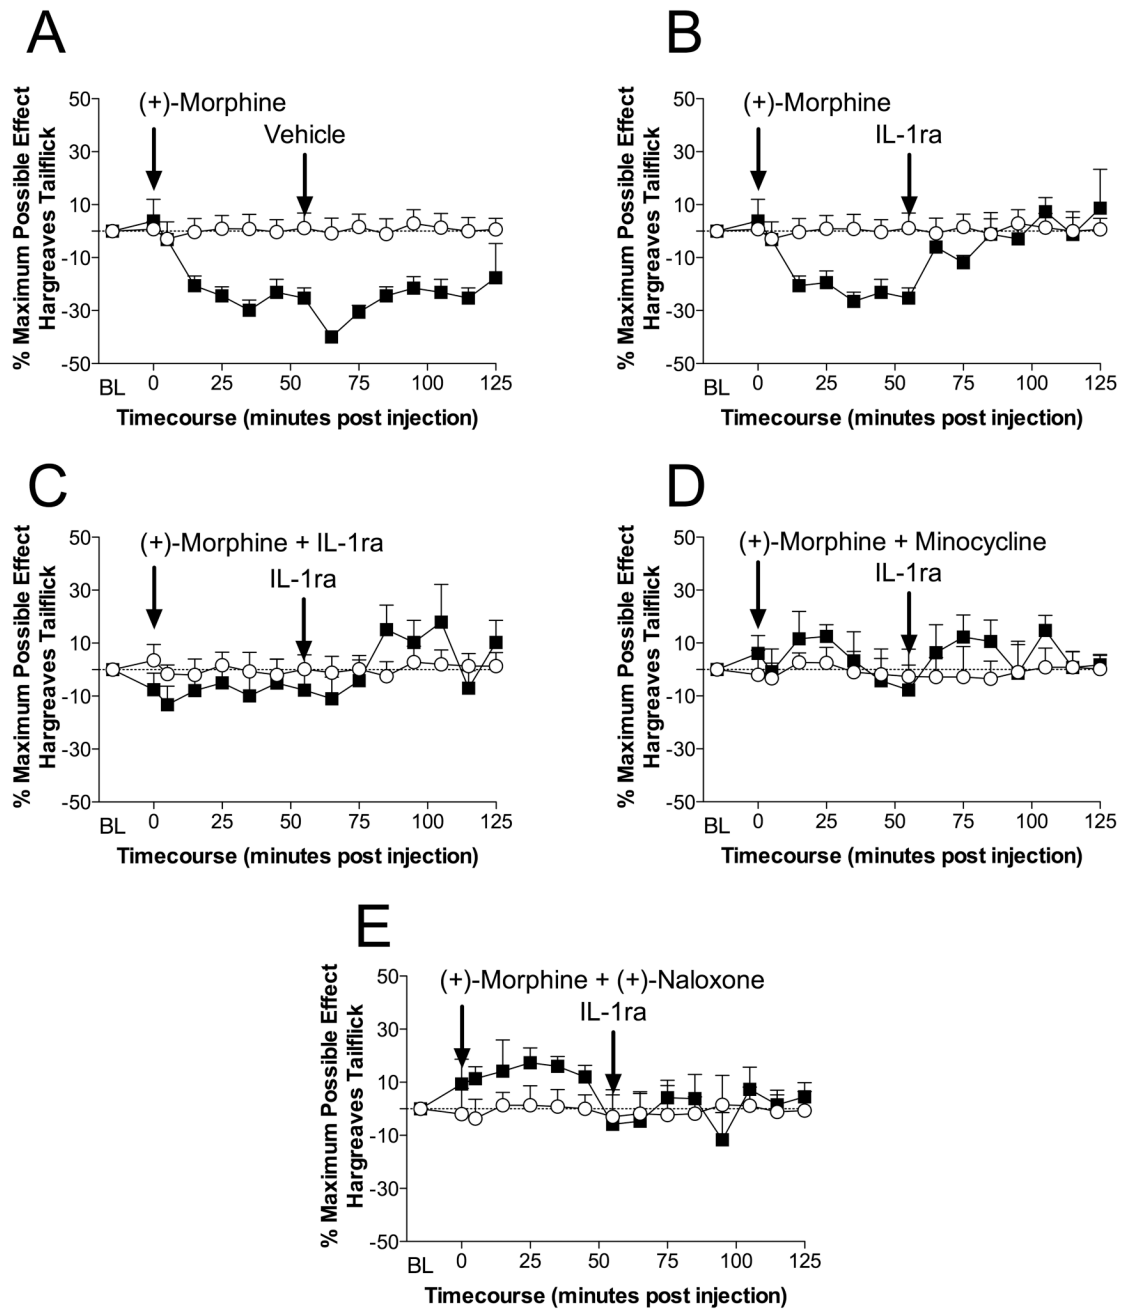 A
% Maximum Possible Effect
Hargreaves Tailflick
(+)-Morphine
Vehicle
50
30
10
-10
-30
-50
BL 0 25 50 75 100 125
Timecourse (minutes post injection)
B
% Maximum Possible Effect
Hargreaves Tailflick
(+)-Morphine
IL-1ra
50
30
10
-10
-30
-50
BL 0 25 50 75 100 125
Timecourse (minutes post injection)
C
% Maximum Possible Effect
Hargreaves Tailflick
(+)-Morphine + IL-1ra
IL-1ra
50
30
10
-10
-30
-50
BL 0 25 50 75 100 125
Timecourse (minutes post injection)
D
% Maximum Possible Effect
Hargreaves Tailflick
(+)-Morphine + Minocycline
IL-1ra
50
30
10
-10
-30
-50
BL 0 25 50 75 100 125
Timecourse (minutes post injection)
E
% Maximum Possible Effect
Hargreaves Tailflick
(+)-Morphine + (+)-Naloxone
IL-1ra
50
30
10
-10
-30
-50
BL 0 25 50 75 100 125
Timecourse (minutes post injection)